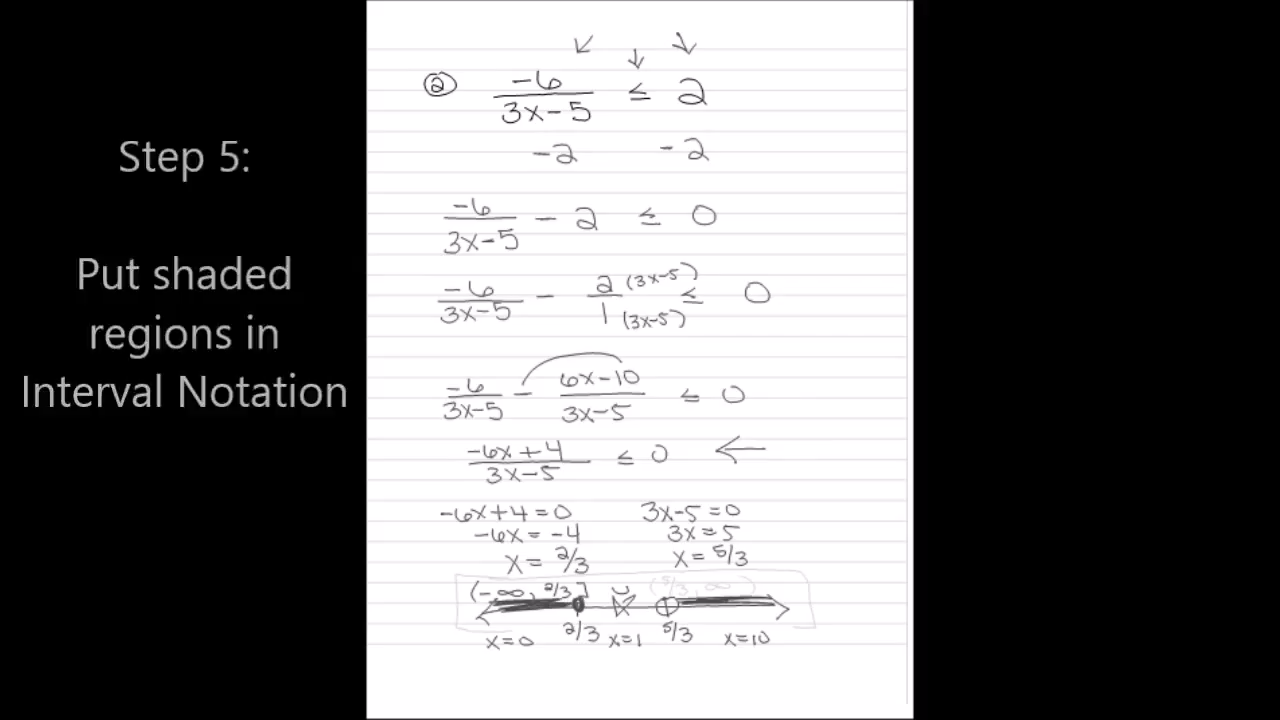 Step 5:
Put shaded
regions in
Interval Notation
② -6/(3x-5) ≤ 2
-2 -2
-6/(3x-5) - 2 ≤ 0
-6/(3x-5) - 2(3x-5)/1(3x-5) ≤ 0
-6/(3x-5) - (6x-10)/(3x-5) ≤ 0
(-6x+4)/(3x-5) ≤ 0 ←
-6x+4=0 3x-5=0
-6x = -4 3x=5
x = 2/3 x = 5/3
(-∞, 2/3] ∪ (5/3, ∞)
2/3 5/3
x=0 x=1 x=10